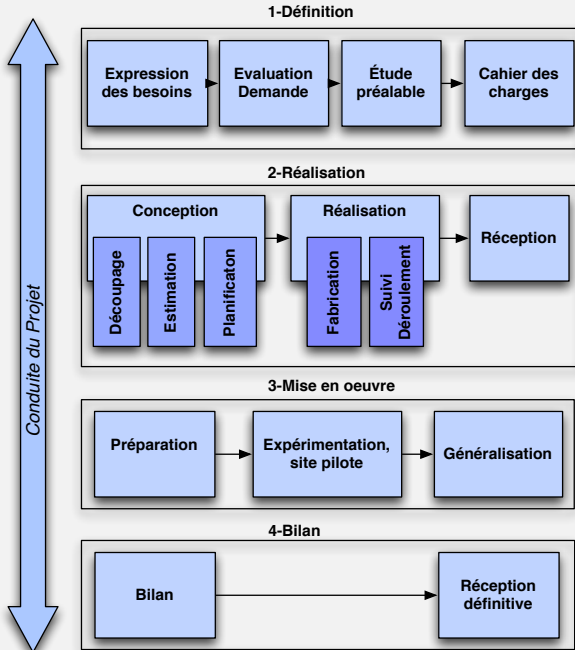 1-Définition
Expression
des besoins
Evaluation
Demande
Étude
préalable
Cahier des
charges
2-Réalisation
Conception
Découpage
Estimation
Planificaton
Réalisation
Fabrication
Suivi
Déroulement
Réception
3-Mise en oeuvre
Préparation
Expérimentation,
site pilote
Généralisation
4-Bilan
Bilan
Réception
définitive
Conduite du Projet